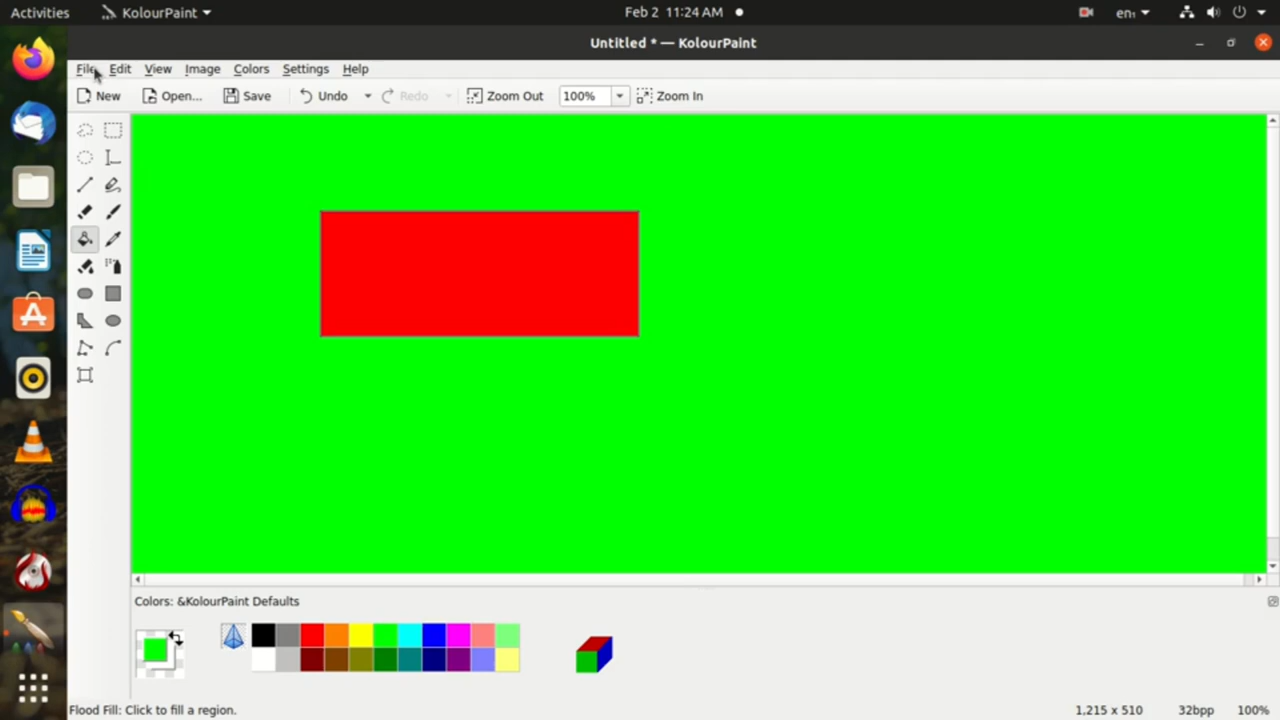 Activities KolourPaint Feb 2 11:24 AM en₁
Untitled * — KolourPaint
File Edit View Image Colors Settings Help
New Open... Save Undo Redo Zoom Out 100% Zoom In
Colors: &KolourPaint Defaults
Flood Fill: Click to fill a region. 1,215 x 510 32bpp 100%